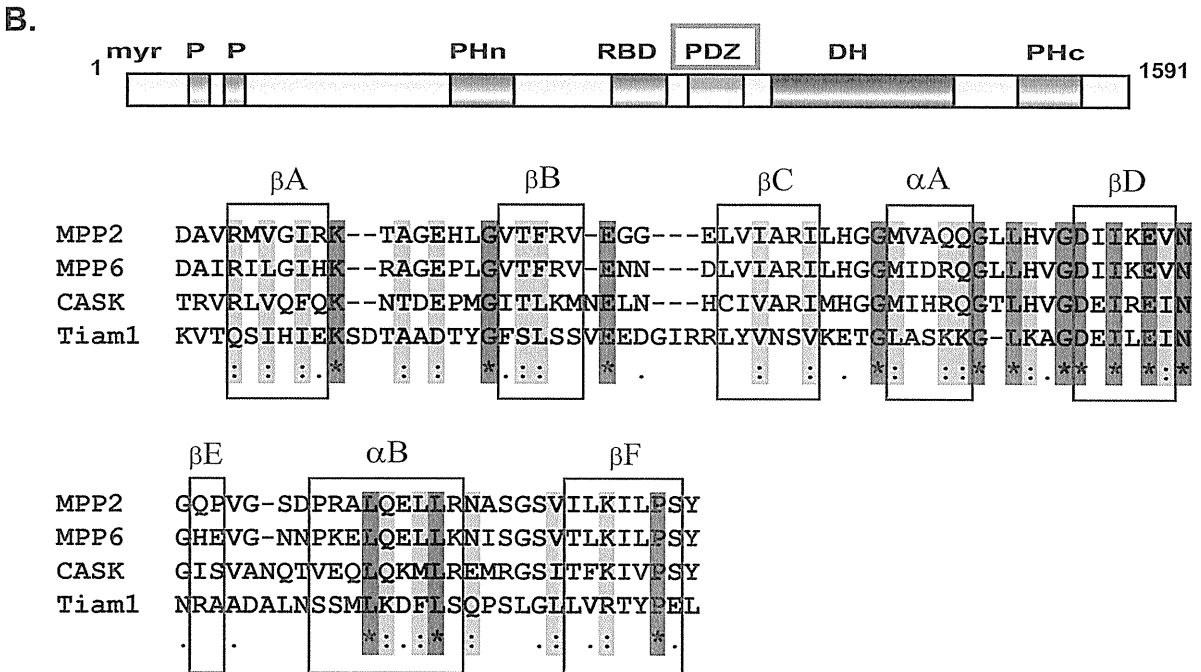 B.
myr P P PHn RBD PDZ DH PHc
1 1591
βA βB βC αA βD
MPP2 DAVRMVGIRK--TAGEHLGVTFRV-EGG---ELVIARILHGGMVAQQGLLHVGDIIKEVN
MPP6 DAIRILGIHK--RAGEPLGVTFRV-ENN---DLVIARIMHGGMIDRQGLLHVGDIIKEVN
CASK TRVRLVQFQK--NTDEPMGITLKMNELN---HCIVARIMHGGMIHRQGTLHVGDEIREIN
Tiam1 KVTQSIHIEKSDTAADTYGFSLSSVEEDGIRRLYVNSVKETGLASKKG-LKAGDEILEIN
: : : * : : * . : : * . : : . * : : : * * : . * * * * : *
βE αB βF
MPP2 GQPVG-SDPRALQELLRNASGSVILKILPSY
MPP6 GHEVG-NNPKELQELLKNISGSVTLKILPSY
CASK GISVANQTVEQLQKMLREMRGSITFKIVPSY
Tiam1 NRAADALNSSMLKDFLSQPSLGLLVRTYPEL
. . * : . : * : . : . : *